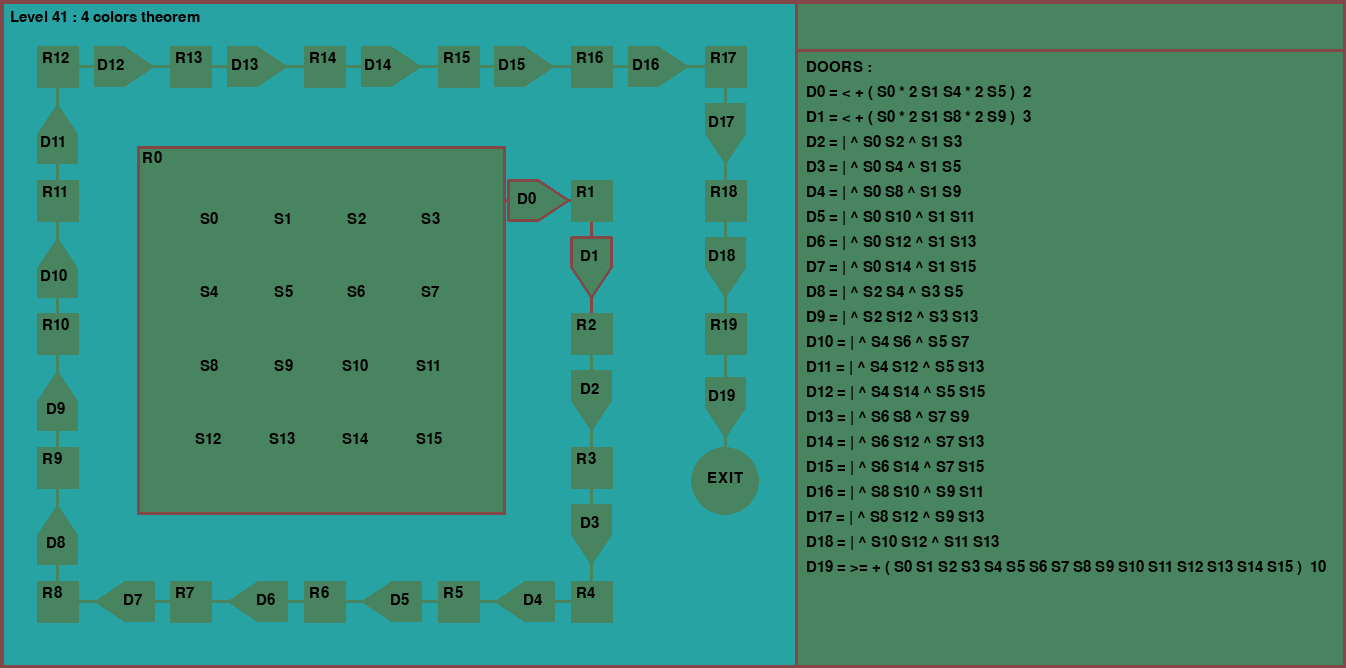 Level 41 : 4 colors theorem
R12 D12 R13 D13 R14 D14 R15 D15 R16 D16 R17
D17
D11
R0
R11
D0
R1
R18
S0 S1 S2 S3
D1
D18
D10
S4 S5 S6 S7
R10
R2
R19
S8 S9 S10 S11
D9
D2
D19
S12 S13 S14 S15
R9
R3
EXIT
D8
D3
R8 D7 R7 D6 R6 D5 R5 D4 R4
DOORS :
D0 = < + ( S0 * 2 S1 S4 * 2 S5 ) 2
D1 = < + ( S0 * 2 S1 S8 * 2 S9 ) 3
D2 = | ^ S0 S2 ^ S1 S3
D3 = | ^ S0 S4 ^ S1 S5
D4 = | ^ S0 S8 ^ S1 S9
D5 = | ^ S0 S10 ^ S1 S11
D6 = | ^ S0 S12 ^ S1 S13
D7 = | ^ S0 S14 ^ S1 S15
D8 = | ^ S2 S4 ^ S3 S5
D9 = | ^ S2 S12 ^ S3 S13
D10 = | ^ S4 S6 ^ S5 S7
D11 = | ^ S4 S12 ^ S5 S13
D12 = | ^ S4 S14 ^ S5 S15
D13 = | ^ S6 S8 ^ S7 S9
D14 = | ^ S6 S12 ^ S7 S13
D15 = | ^ S6 S14 ^ S7 S15
D16 = | ^ S8 S10 ^ S9 S11
D17 = | ^ S8 S12 ^ S9 S13
D18 = | ^ S10 S12 ^ S11 S13
D19 = >= + ( S0 S1 S2 S3 S4 S5 S6 S7 S8 S9 S10 S11 S12 S13 S14 S15 ) 10